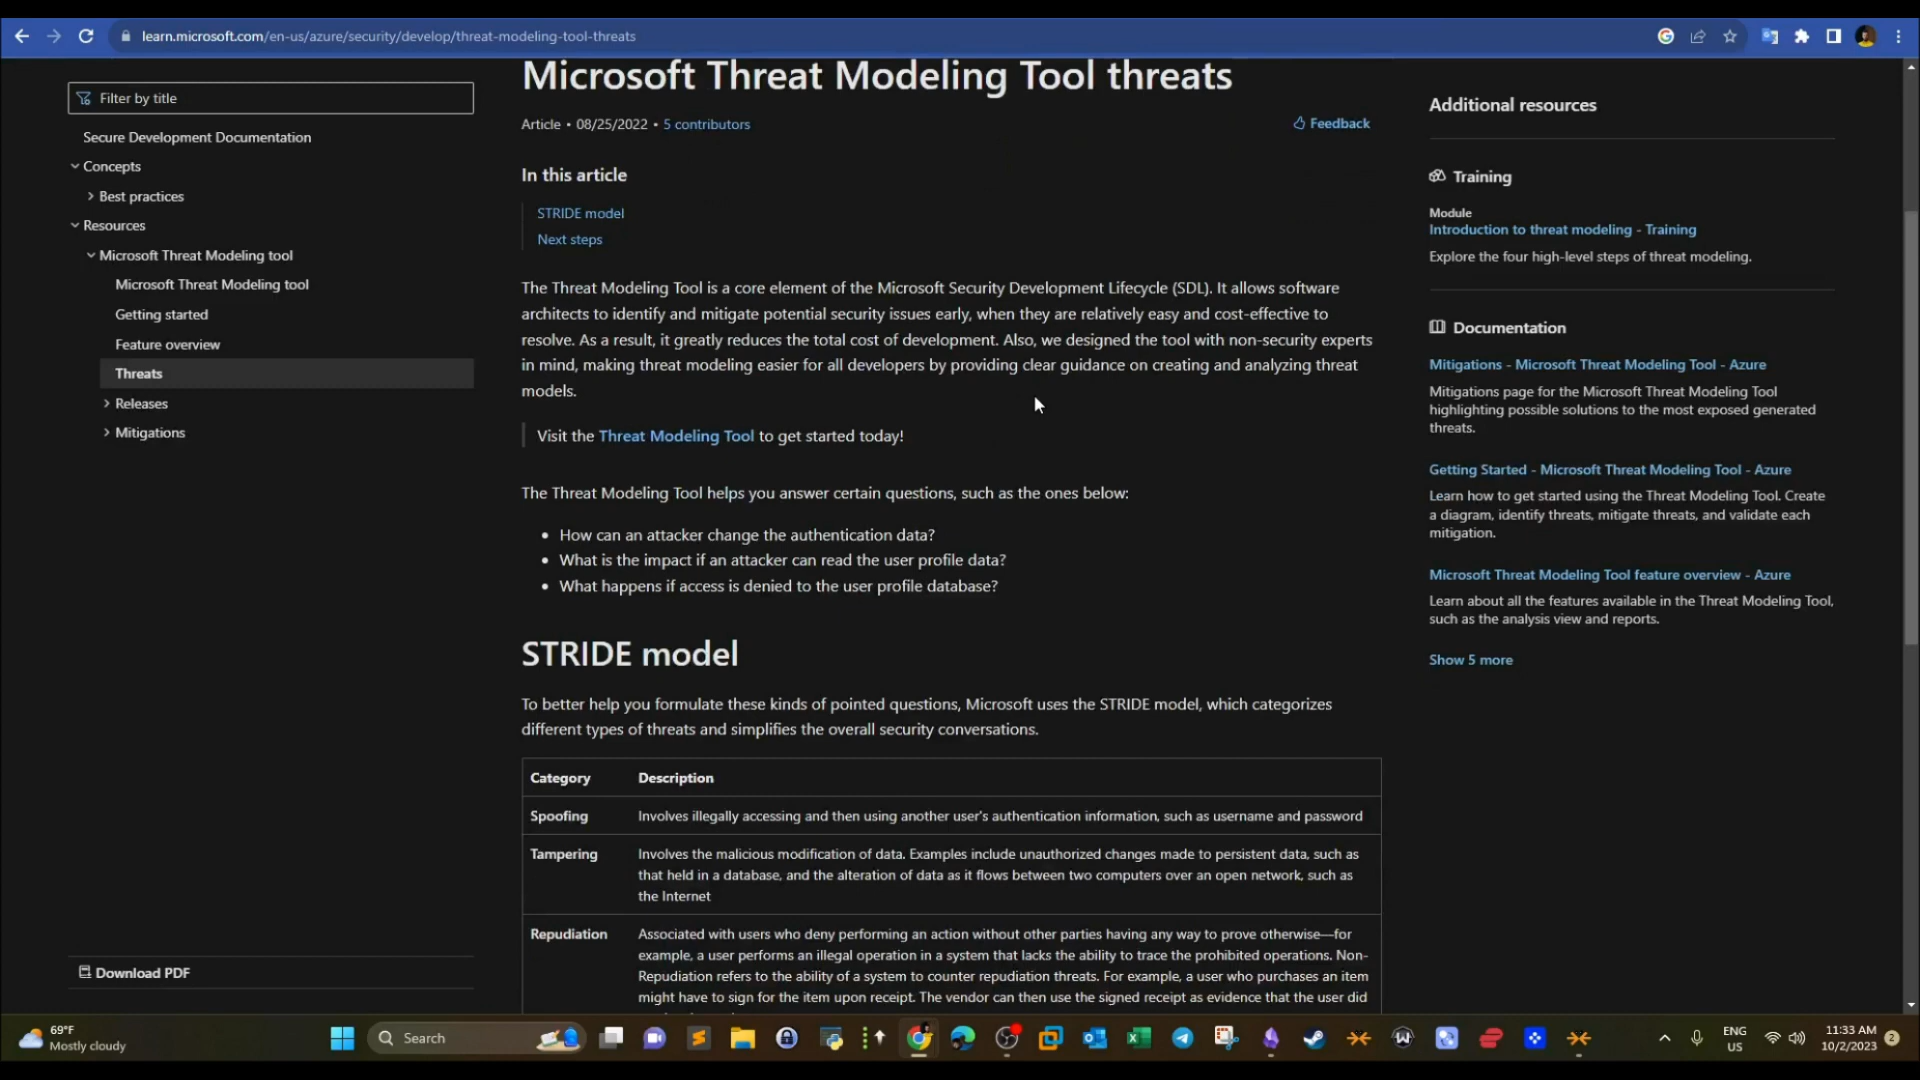 learn.microsoft.com/en-us/azure/security/develop/threat-modeling-tool-threats
Filter by title
Secure Development Documentation
Concepts
Best practices
Resources
Microsoft Threat Modeling tool
Microsoft Threat Modeling tool
Getting started
Feature overview
Threats
Releases
Mitigations
Download PDF
Microsoft Threat Modeling Tool threats
Article • 08/25/2022 • 5 contributors
Feedback
In this article
STRIDE model
Next steps
The Threat Modeling Tool is a core element of the Microsoft Security Development Lifecycle (SDL). It allows software
architects to identify and mitigate potential security issues early, when they are relatively easy and cost-effective to
resolve. As a result, it greatly reduces the total cost of development. Also, we designed the tool with non-security experts
in mind, making threat modeling easier for all developers by providing clear guidance on creating and analyzing threat
models.
Visit the Threat Modeling Tool to get started today!
The Threat Modeling Tool helps you answer certain questions, such as the ones below:
• How can an attacker change the authentication data?
• What is the impact if an attacker can read the user profile data?
• What happens if access is denied to the user profile database?
STRIDE model
To better help you formulate these kinds of pointed questions, Microsoft uses the STRIDE model, which categorizes
different types of threats and simplifies the overall security conversations.
Category Description
Spoofing Involves illegally accessing and then using another user's authentication information, such as username and password
Tampering Involves the malicious modification of data. Examples include unauthorized changes made to persistent data, such as
that held in a database, and the alteration of data as it flows between two computers over an open network, such as
the Internet
Repudiation Associated with users who deny performing an action without other parties having any way to prove otherwise—for
example, a user performs an illegal operation in a system that lacks the ability to trace the prohibited operations. Non-
Repudiation refers to the ability of a system to counter repudiation threats. For example, a user who purchases an item
might have to sign for the item upon receipt. The vendor can then use the signed receipt as evidence that the user did
Additional resources
Training
Module
Introduction to threat modeling - Training
Explore the four high-level steps of threat modeling.
Documentation
Mitigations - Microsoft Threat Modeling Tool - Azure
Mitigations page for the Microsoft Threat Modeling Tool
highlighting possible solutions to the most exposed generated
threats.
Getting Started - Microsoft Threat Modeling Tool - Azure
Learn how to get started using the Threat Modeling Tool. Create
a diagram, identify threats, mitigate threats, and validate each
mitigation.
Microsoft Threat Modeling Tool feature overview - Azure
Learn about all the features available in the Threat Modeling Tool,
such as the analysis view and reports.
Show 5 more
69°F
Mostly cloudy
Search
ENG
US
11:33 AM
10/2/2023
2